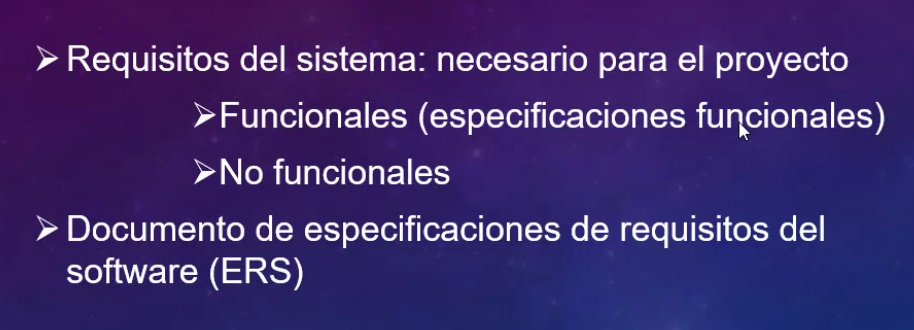 ➢ Requisitos del sistema: necesario para el proyecto
➢ Funcionales (especificaciones funcionales)
➢ No funcionales
➢ Documento de especificaciones de requisitos del
software (ERS)